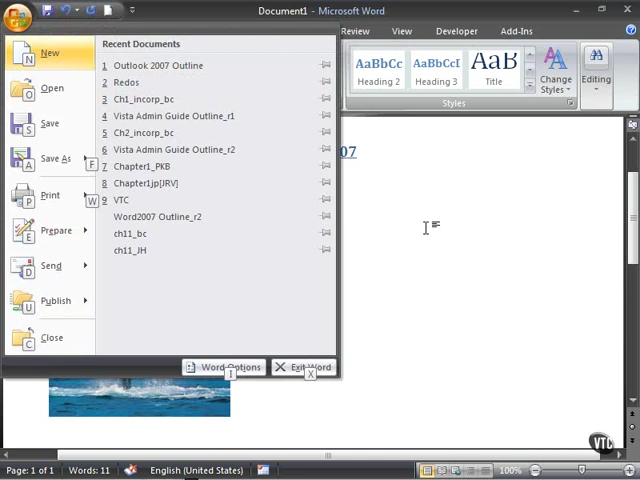 Document1 - Microsoft Word
Review View Developer Add-Ins
AaBbCc AaBbCcI AaB
Heading 2 Heading 3 Title
Change Styles
Editing
Styles
New
N
Open
O
Save
S
Save As
A
F
Print
P
W
Prepare
E
Send
D
Publish
U
Close
C
Recent Documents
1 Outlook 2007 Outline
2 Redos
3 Ch1_incorp_bc
4 Vista Admin Guide Outline_r1
5 Ch2_incorp_bc
6 Vista Admin Guide Outline_r2
7 Chapter1_PKB
8 Chapter1jp[JRV]
9 VTC
Word2007 Outline_r2
ch11_bc
ch11_JH
Word Options
I
Exit Word
X
07
VTC
Page: 1 of 1 Words: 11 English (United States) 100%